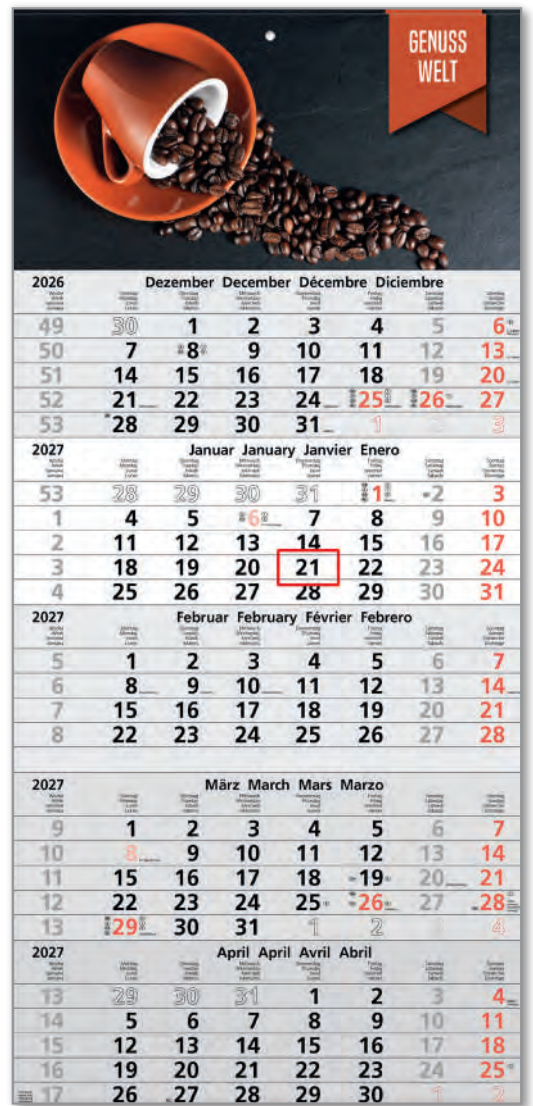 GENUSS
WELT
2026 Dezember December Décembre Diciembre
49 30 1 2 3 4 5 6
50 7 8 9 10 11 12 13
51 14 15 16 17 18 19 20
52 21 22 23 24 25 26 27
53 28 29 30 31 1 3
2027 Januar January Janvier Enero
53 28 29 30 31 1 2 3
1 4 5 6 7 8 9 10
2 11 12 13 14 15 16 17
3 18 19 20 21 22 23 24
4 25 26 27 28 29 30 31
2027 Februar February Février Febrero
5 1 2 3 4 5 6 7
6 8 9 10 11 12 13 14
7 15 16 17 18 19 20 21
8 22 23 24 25 26 27 28
2027 März March Mars Marzo
9 1 2 3 4 5 6 7
10 8 9 10 11 12 13 14
11 15 16 17 18 19 20 21
12 22 23 24 25 26 27 28
13 29 30 31 1 2 4
2027 April April Avril Abril
13 29 30 31 1 2 3 4
14 5 6 7 8 9 10 11
15 12 13 14 15 16 17 18
16 19 20 21 22 23 24 25
17 26 27 28 29 30 1 2